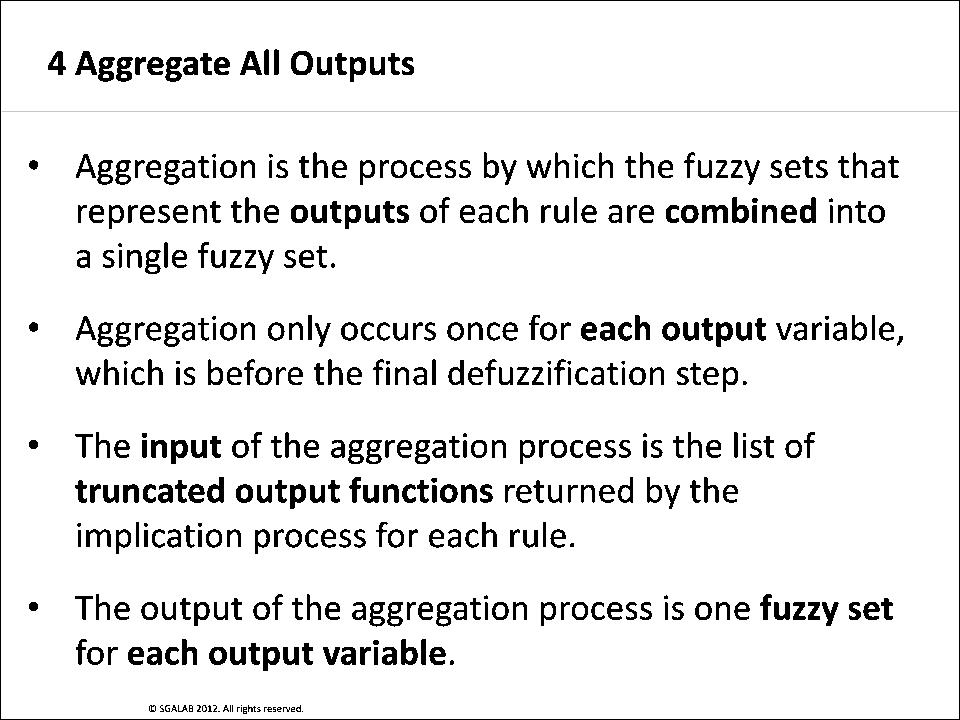 4 Aggregate All Outputs
• Aggregation is the process by which the fuzzy sets that
represent the outputs of each rule are combined into
a single fuzzy set.
• Aggregation only occurs once for each output variable,
which is before the final defuzzification step.
• The input of the aggregation process is the list of
truncated output functions returned by the
implication process for each rule.
• The output of the aggregation process is one fuzzy set
for each output variable.
© SGALAB 2012. All rights reserved.